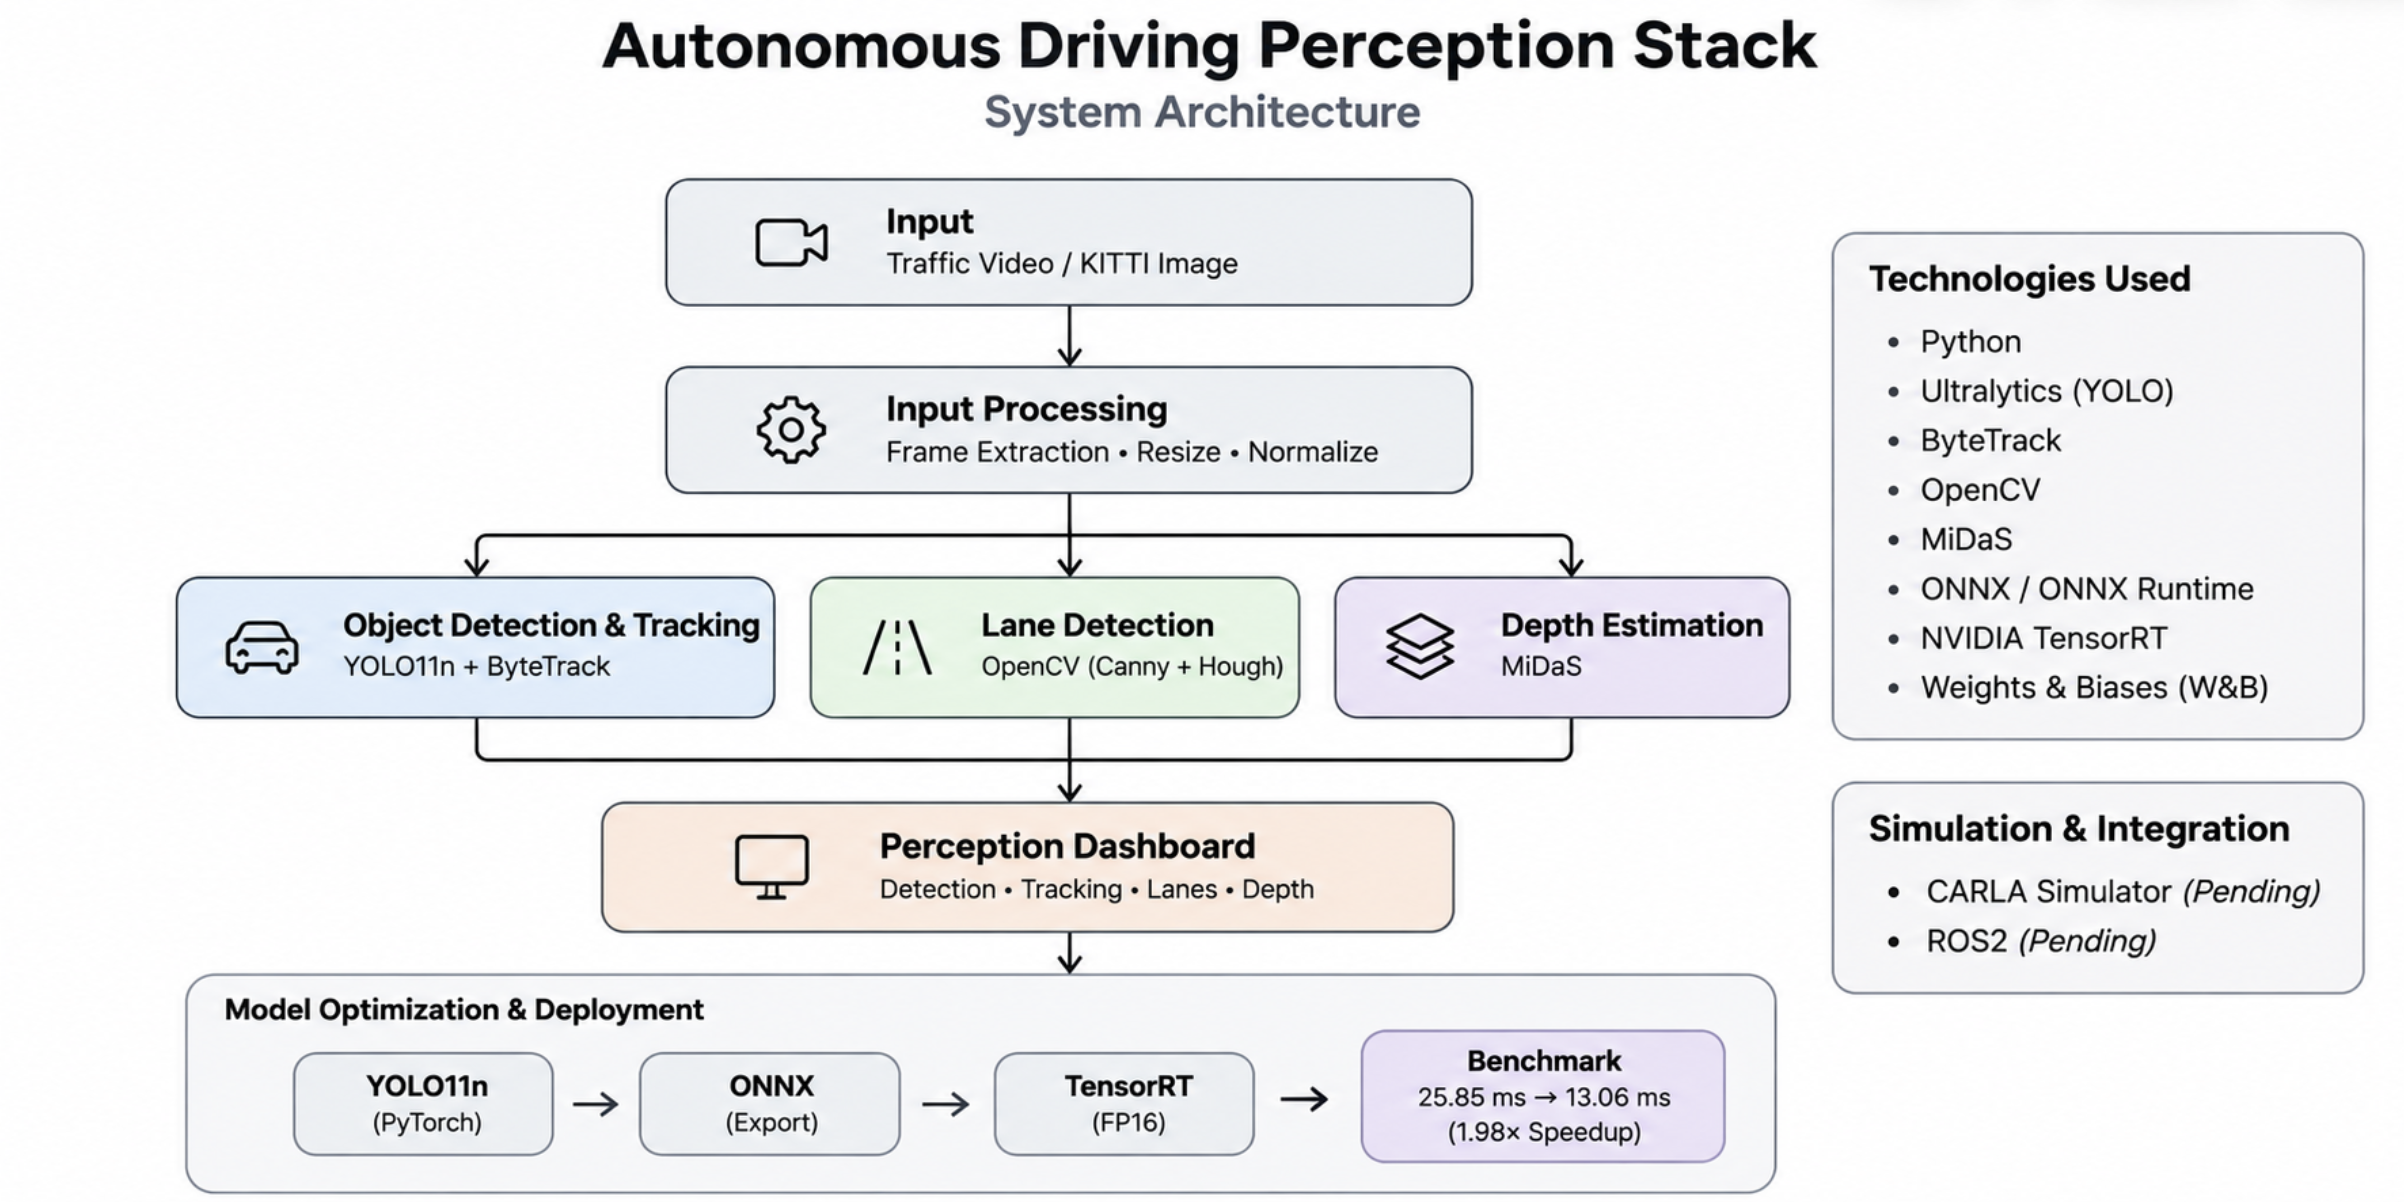 Autonomous Driving Perception Stack
System Architecture
Input
Traffic Video / KITTI Image
Input Processing
Frame Extraction • Resize • Normalize
Object Detection & Tracking
YOLO11n + ByteTrack
Lane Detection
OpenCV (Canny + Hough)
Depth Estimation
MiDaS
Perception Dashboard
Detection • Tracking • Lanes • Depth
Model Optimization & Deployment
YOLO11n
(PyTorch)
→
ONNX
(Export)
→
TensorRT
(FP16)
→
Benchmark
25.85 ms → 13.06 ms
(1.98× Speedup)
Technologies Used
• Python
• Ultralytics (YOLO)
• ByteTrack
• OpenCV
• MiDaS
• ONNX / ONNX Runtime
• NVIDIA TensorRT
• Weights & Biases (W&B)
Simulation & Integration
• CARLA Simulator (Pending)
• ROS2 (Pending)